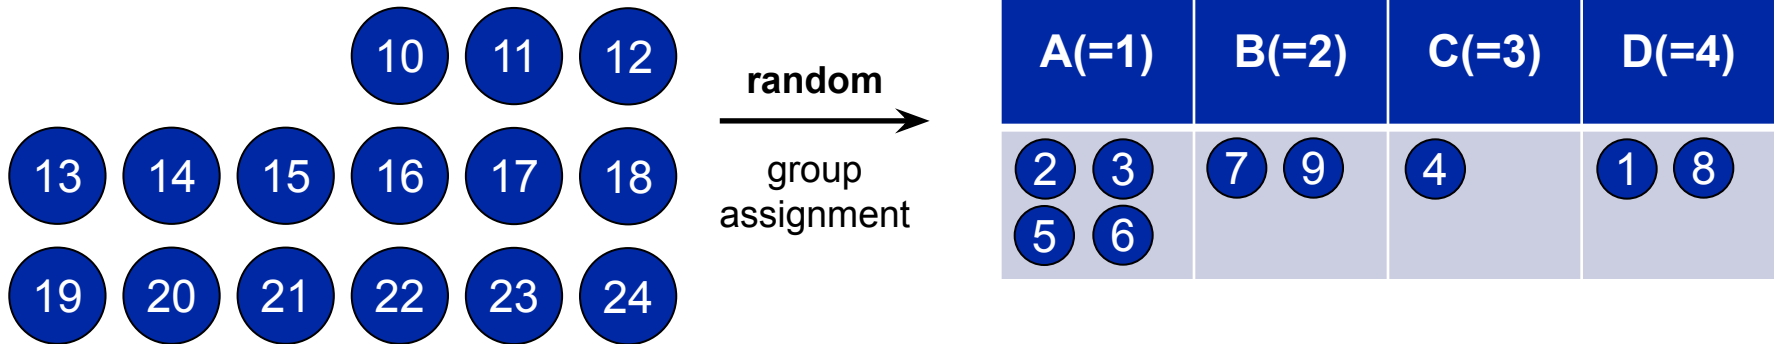 10 11 12
13 14 15 16 17 18
19 20 21 22 23 24
random
group
assignment
A(=1) B(=2) C(=3) D(=4)
2 3 7 9 4 1 8
5 6